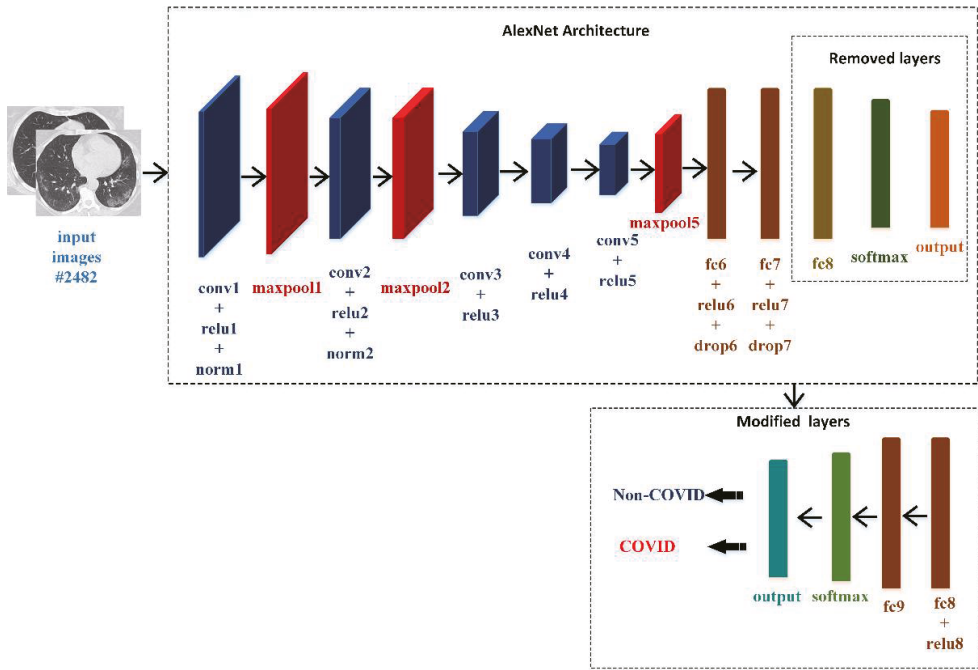 AlexNet Architecture
Removed layers
input
images
#2482
conv1
+
relu1
+
norm1
maxpool1
conv2
+
relu2
+
norm2
maxpool2
conv3
+
relu3
conv4
+
relu4
conv5
+
relu5
maxpool5
fc6
+
relu6
+
drop6
fc7
+
relu7
+
drop7
fc8
softmax
output
Modified layers
Non-COVID
COVID
output
softmax
fc9
fc8
+
relu8